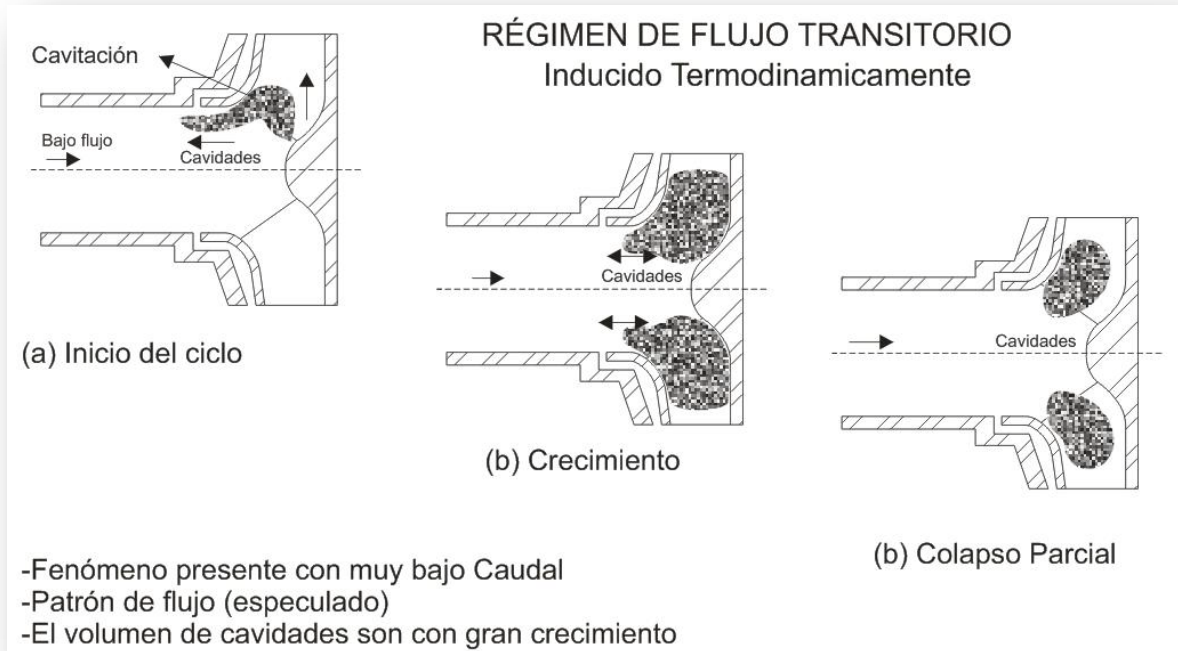 RÉGIMEN DE FLUJO TRANSITORIO
Inducido Termodinamicamente
Cavitación
Bajo flujo
Cavidades
(a) Inicio del ciclo
Cavidades
(b) Crecimiento
Cavidades
(b) Colapso Parcial
-Fenómeno presente con muy bajo Caudal
-Patrón de flujo (especulado)
-El volumen de cavidades son con gran crecimiento